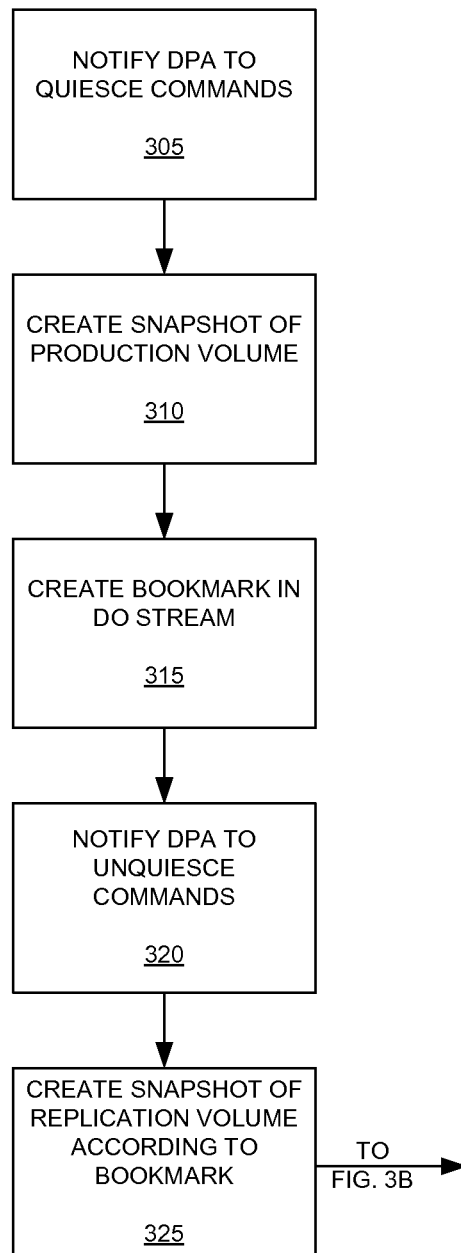 NOTIFY DPA TO
QUIESCE COMMANDS
305
CREATE SNAPSHOT OF
PRODUCTION VOLUME
310
CREATE BOOKMARK IN
DO STREAM
315
NOTIFY DPA TO
UNQUIESCE
COMMANDS
320
CREATE SNAPSHOT OF
REPLICATION VOLUME
ACCORDING TO
BOOKMARK
325
TO
FIG. 3B